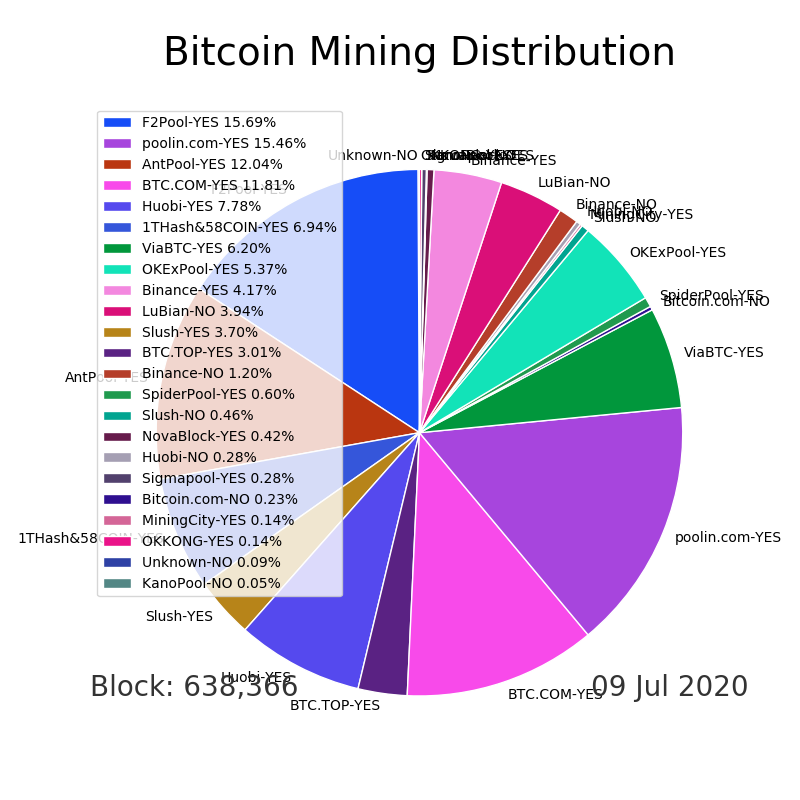 Bitcoin Mining Distribution
F2Pool-YES 15.69%
poolin.com-YES 15.46%
AntPool-YES 12.04%
BTC.COM-YES 11.81%
Huobi-YES 7.78%
1THash&58COIN-YES 6.94%
ViaBTC-YES 6.20%
OKExPool-YES 5.37%
Binance-YES 4.17%
LuBian-NO 3.94%
Slush-YES 3.70%
BTC.TOP-YES 3.01%
Binance-NO 1.20%
SpiderPool-YES 0.60%
Slush-NO 0.46%
NovaBlock-YES 0.42%
Huobi-NO 0.28%
Sigmapool-YES 0.28%
Bitcoin.com-NO 0.23%
MiningCity-YES 0.14%
OKKONG-YES 0.14%
Unknown-NO 0.09%
KanoPool-NO 0.05%
Unknown-NO
Binance-YES
LuBian-NO
Binance-NO
Huobi-NO
MiningCity-YES
Slush-NO
OKExPool-YES
SpiderPool-YES
Bitcoin.com-NO
ViaBTC-YES
poolin.com-YES
BTC.COM-YES
BTC.TOP-YES
Huobi-YES
Slush-YES
1THash&58COIN-YES
AntPool-YES
F2Pool-YES
Block: 638,366
09 Jul 2020